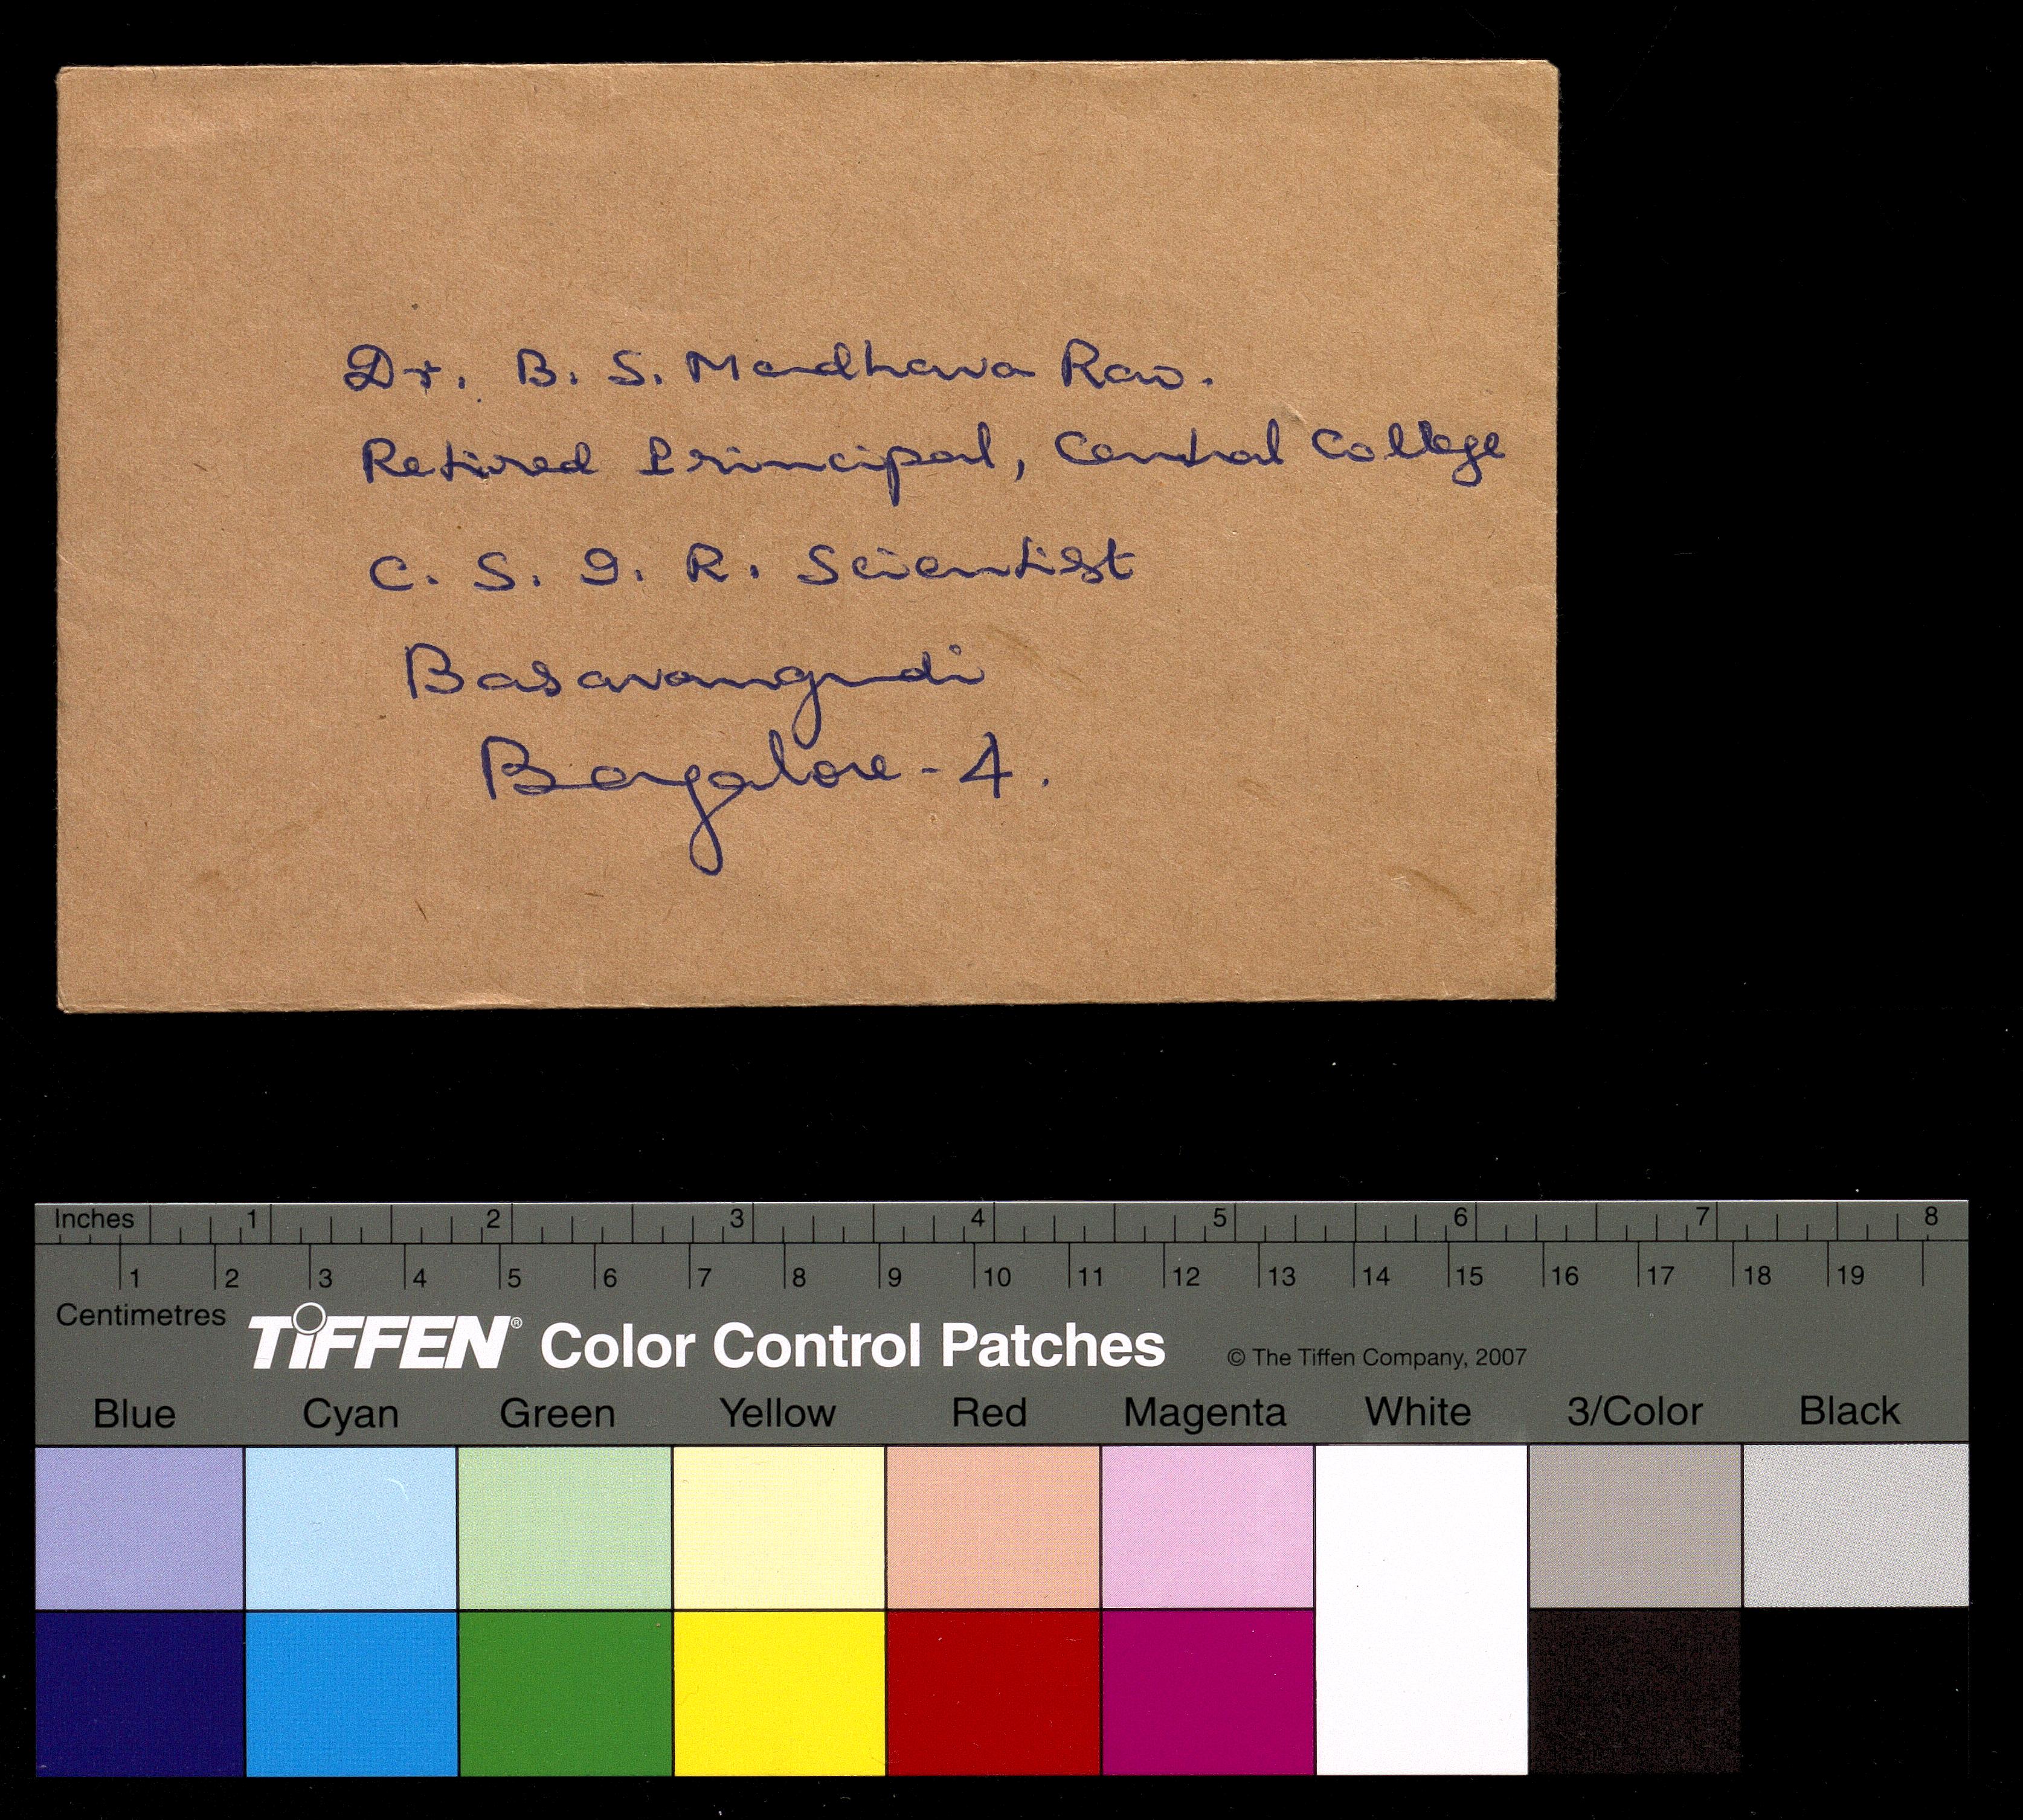 Dr. B. S. Madhava Rao.
Retired Principal, Central College
C. S. I. R. Scientist
Basavangudi
Bangalore - 4.
Inches 1 2 3 4 5 6 7 8
1 2 3 4 5 6 7 8 9 10 11 12 13 14 15 16 17 18 19
Centimetres
TIFFEN® Color Control Patches © The Tiffen Company, 2007
Blue Cyan Green Yellow Red Magenta White 3/Color Black